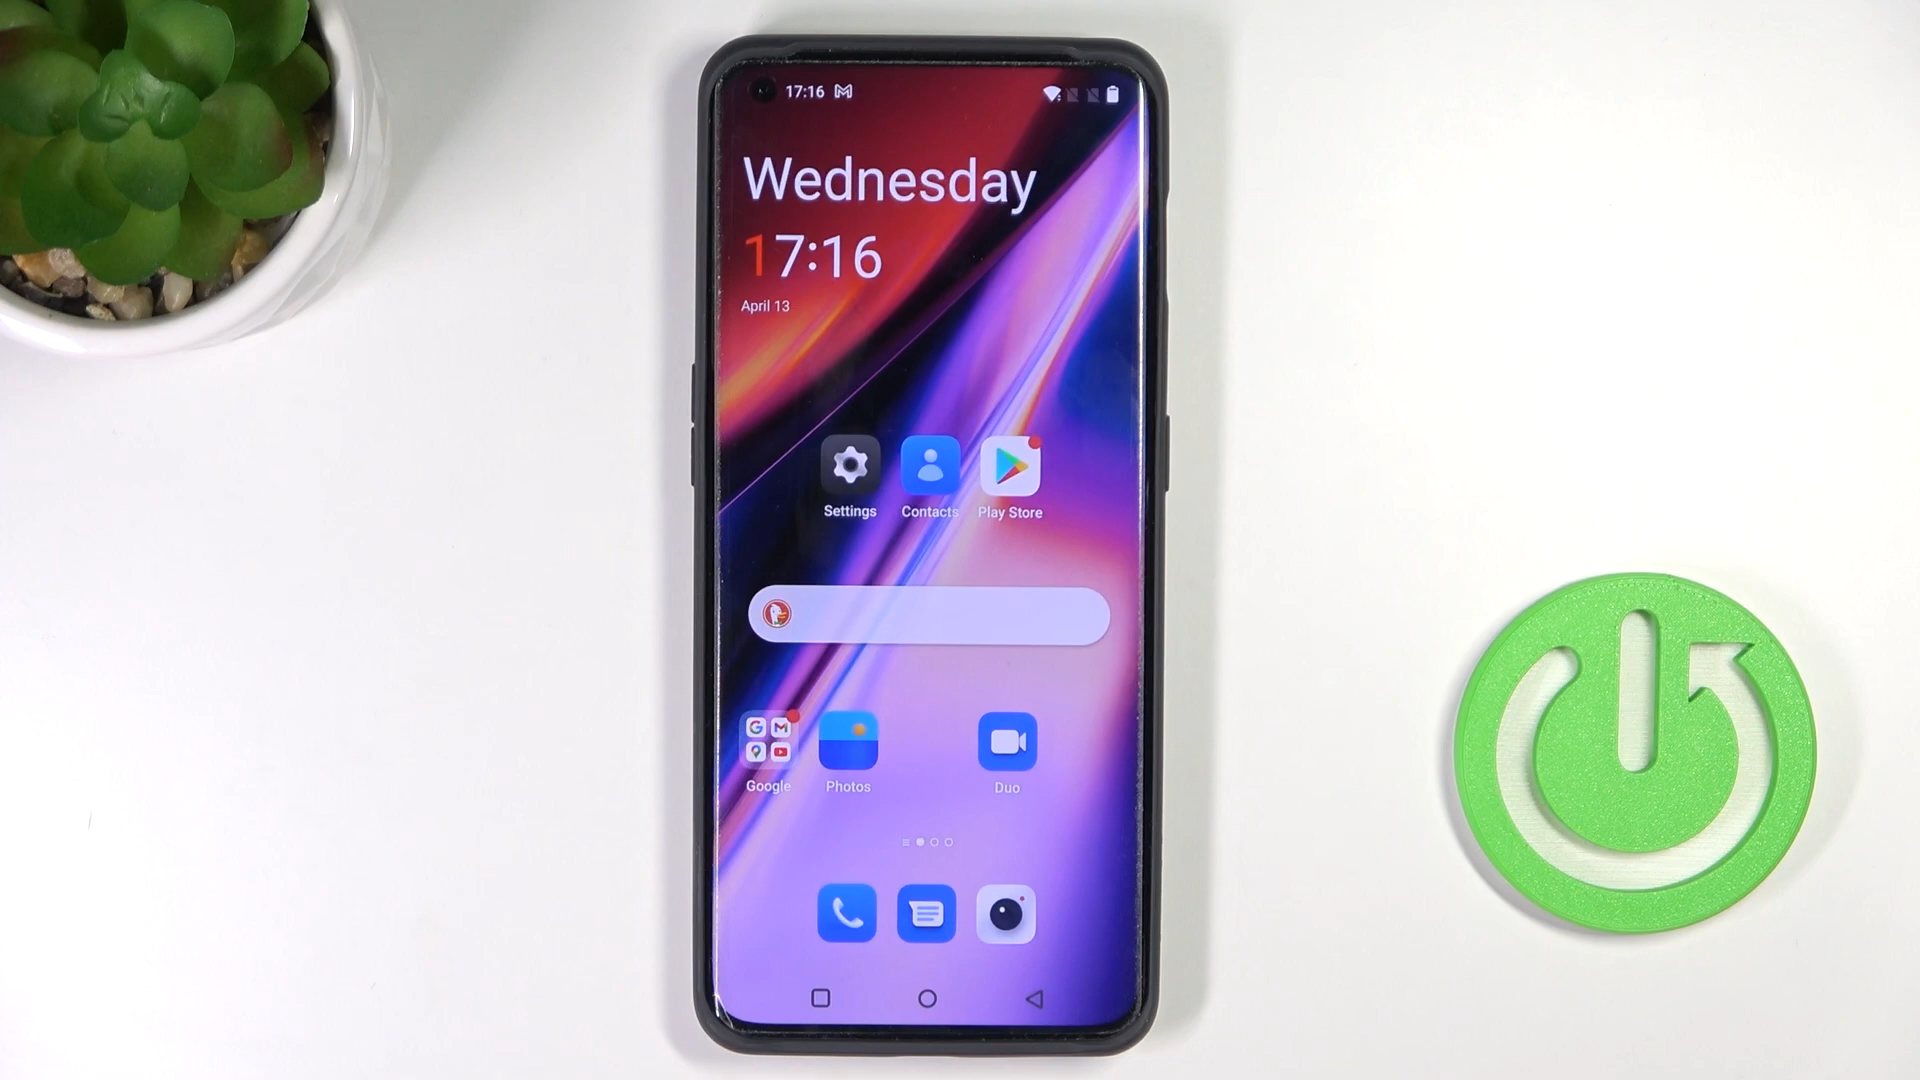 17:16
Wednesday
17:16
April 13
Settings Contacts Play Store
Google Photos Duo